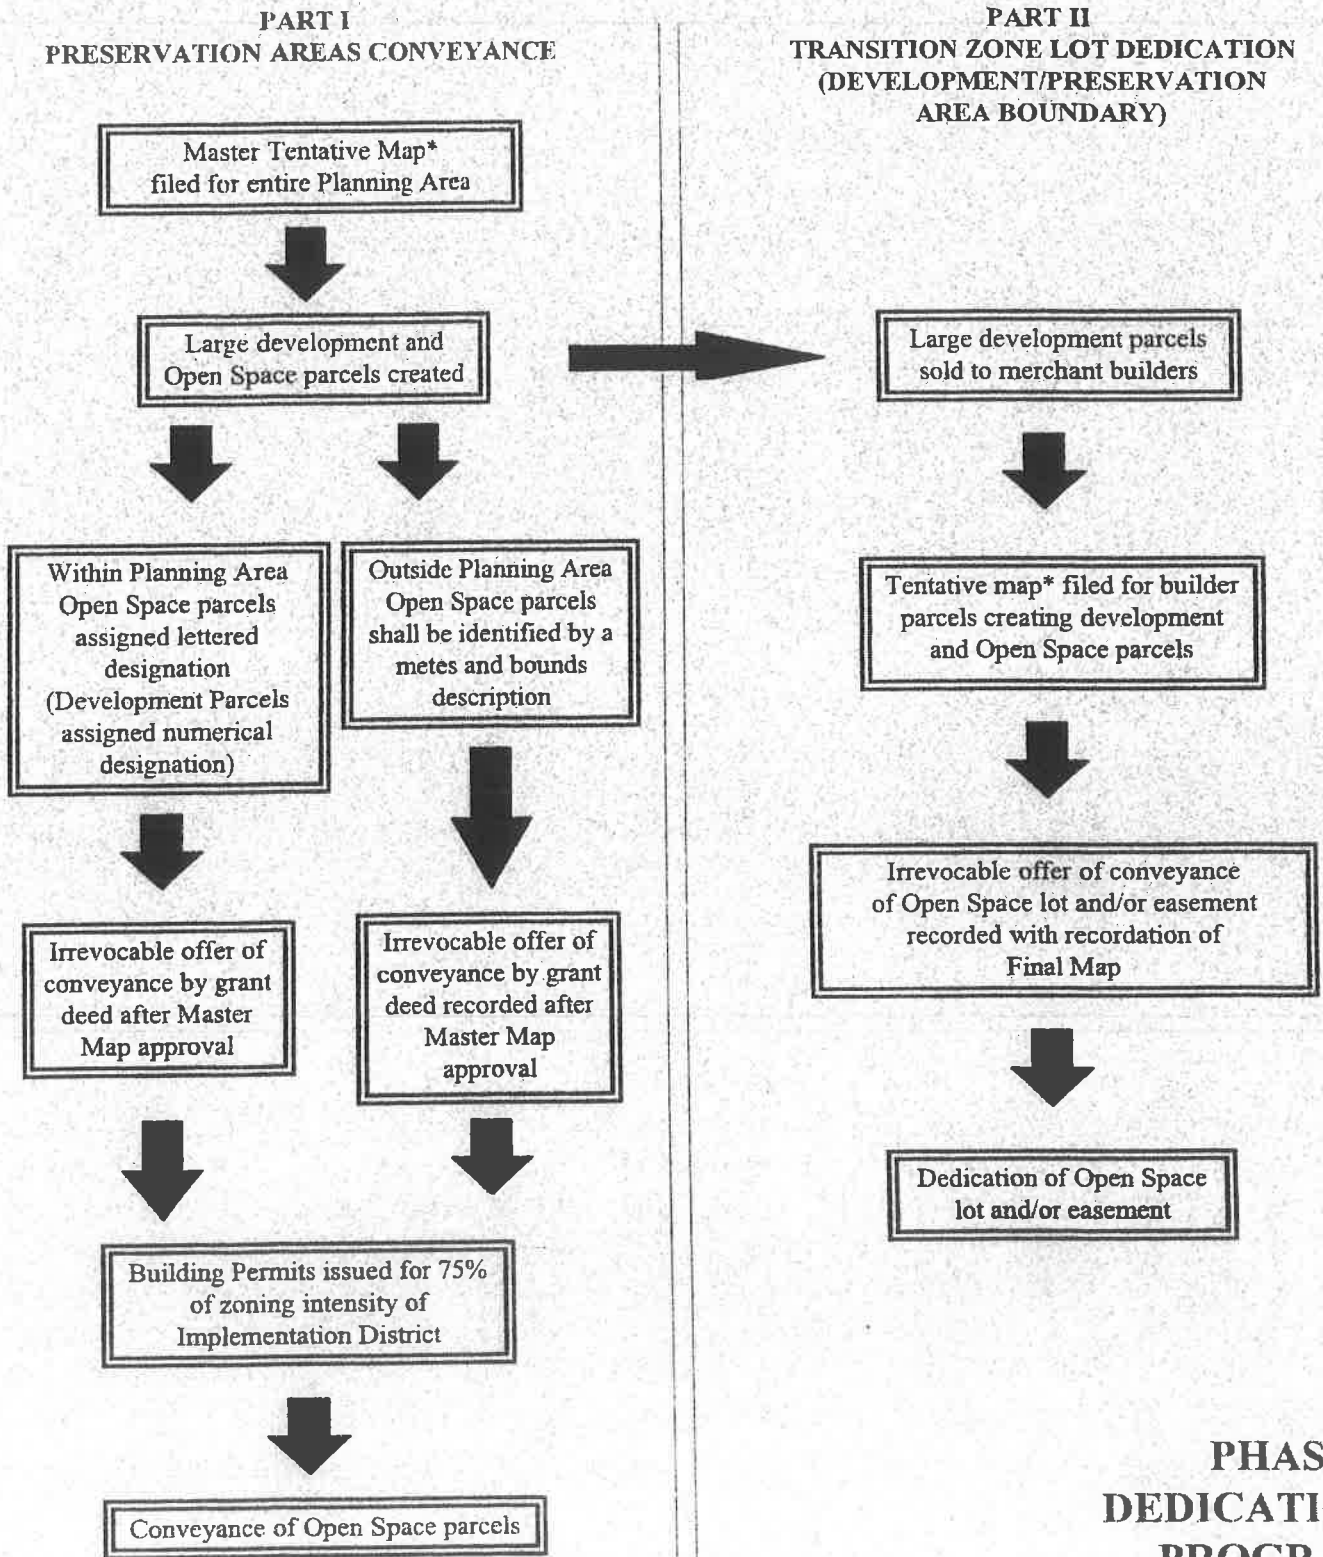 PART I
PRESERVATION AREAS CONVEYANCE
Master Tentative Map*
filed for entire Planning Area
Large development and
Open Space parcels created
Within Planning Area
Open Space parcels
assigned lettered
designation
(Development Parcels
assigned numerical
designation)
Outside Planning Area
Open Space parcels
shall be identified by a
metes and bounds
description
Irrevocable offer of
conveyance by grant
deed after Master
Map approval
Irrevocable offer of
conveyance by grant
deed recorded after
Master Map
approval
Building Permits issued for 75%
of zoning intensity of
Implementation District
Conveyance of Open Space parcels
PART II
TRANSITION ZONE LOT DEDICATION
(DEVELOPMENT/PRESERVATION
AREA BOUNDARY)
Large development parcels
sold to merchant builders
Tentative map* filed for builder
parcels creating development
and Open Space parcels
Irrevocable offer of conveyance
of Open Space lot and/or easement
recorded with recordation of
Final Map
Dedication of Open Space
lot and/or easement
PHAS
DEDICATI
PROGR